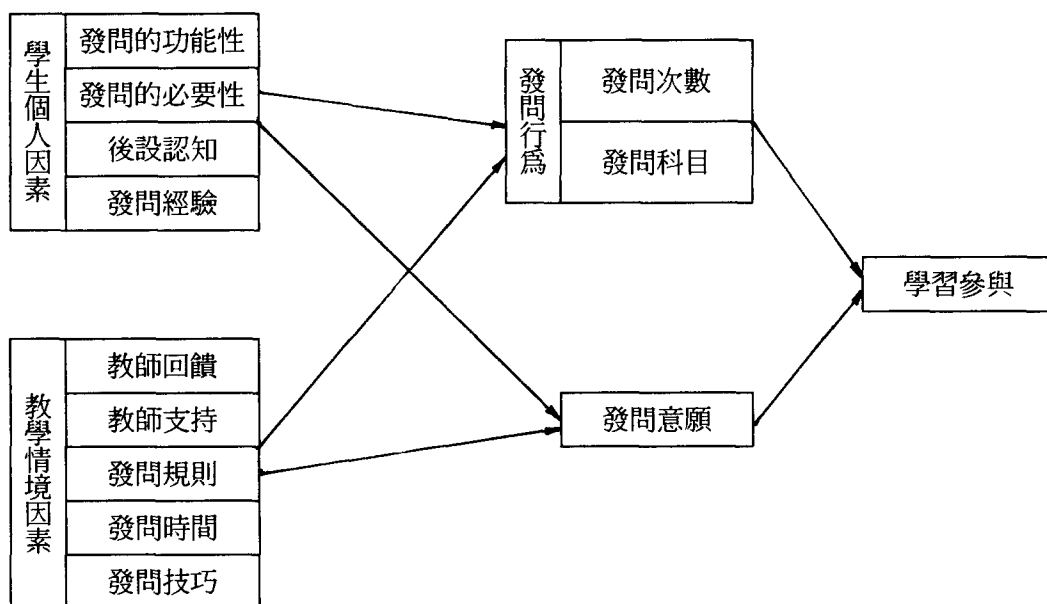 學生個人因素
發問的功能性
發問的必要性
後設認知
發問經驗
教學情境因素
教師回饋
教師支持
發問規則
發問時間
發問技巧
發問行為
發問次數
發問科目
發問意願
學習參與